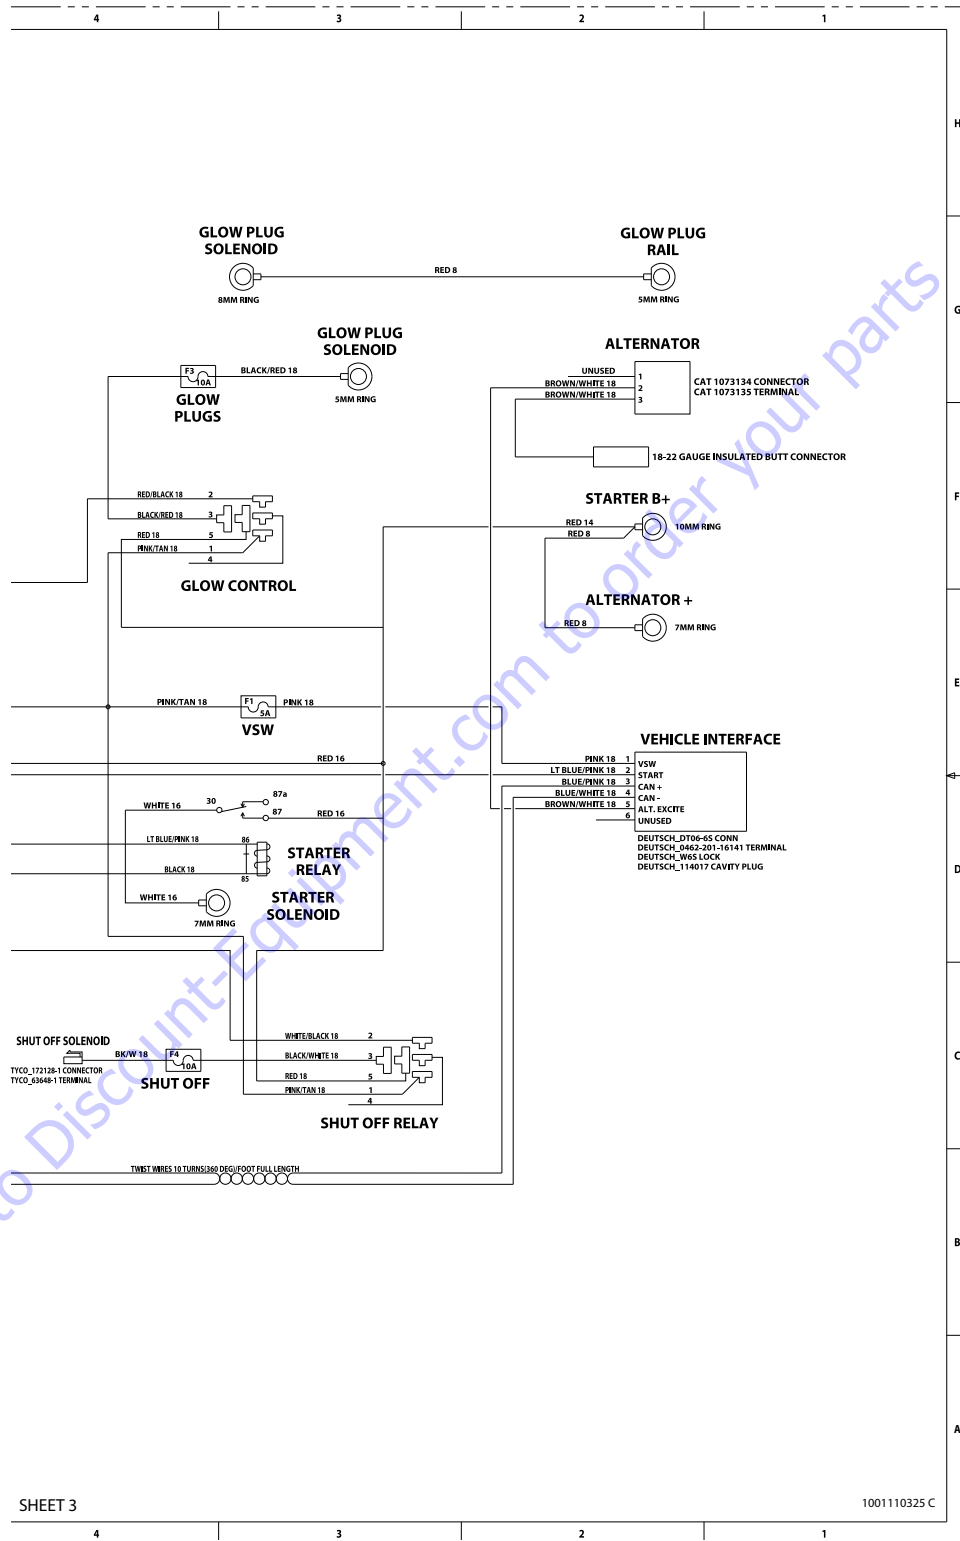 4 3 2 1
H
GLOW PLUG
SOLENOID
8MM RING
RED 8
GLOW PLUG
RAIL
5MM RING
G
GLOW PLUG
SOLENOID
5MM RING
F3
10A
BLACK/RED 18
GLOW
PLUGS
ALTERNATOR
UNUSED 1
BROWN/WHITE 18 2
BROWN/WHITE 18 3
CAT 1073134 CONNECTOR
CAT 1073135 TERMINAL
18-22 GAUGE INSULATED BUTT CONNECTOR
F
RED/BLACK 18 2
BLACK/RED 18 3
RED 18 5
PINK/TAN 18 1
4
GLOW CONTROL
STARTER B+
RED 14
RED 8
10MM RING
ALTERNATOR +
RED 8
7MM RING
E
PINK/TAN 18
F1
5A
PINK 18
VSW
RED 16
VEHICLE INTERFACE
PINK 18 1 VSW
LT BLUE/PINK 18 2 START
BLUE/PINK 18 3 CAN +
BLUE/WHITE 18 4 CAN -
BROWN/WHITE 18 5 ALT. EXCITE
6 UNUSED
DEUTSCH_DT06-6S CONN
DEUTSCH_0462-201-16141 TERMINAL
DEUTSCH_W6S LOCK
DEUTSCH_114017 CAVITY PLUG
D
WHITE 16 30 87a
87 RED 16
LT BLUE/PINK 18 86
BLACK 18 85
STARTER
RELAY
WHITE 16
7MM RING
STARTER
SOLENOID
C
SHUT OFF SOLENOID
TYCO_172128-1 CONNECTOR
TYCO_63648-1 TERMINAL
BK/W 18
F4
10A
SHUT OFF
WHITE/BLACK 18 2
BLACK/WHITE 18 3
RED 18 5
PINK/TAN 18 1
4
SHUT OFF RELAY
TWIST WIRES 10 TURNS(360 DEG)/FOOT FULL LENGTH
B
A
SHEET 3
1001110325 C
4 3 2 1
to Discount-Equipment.com to order your parts